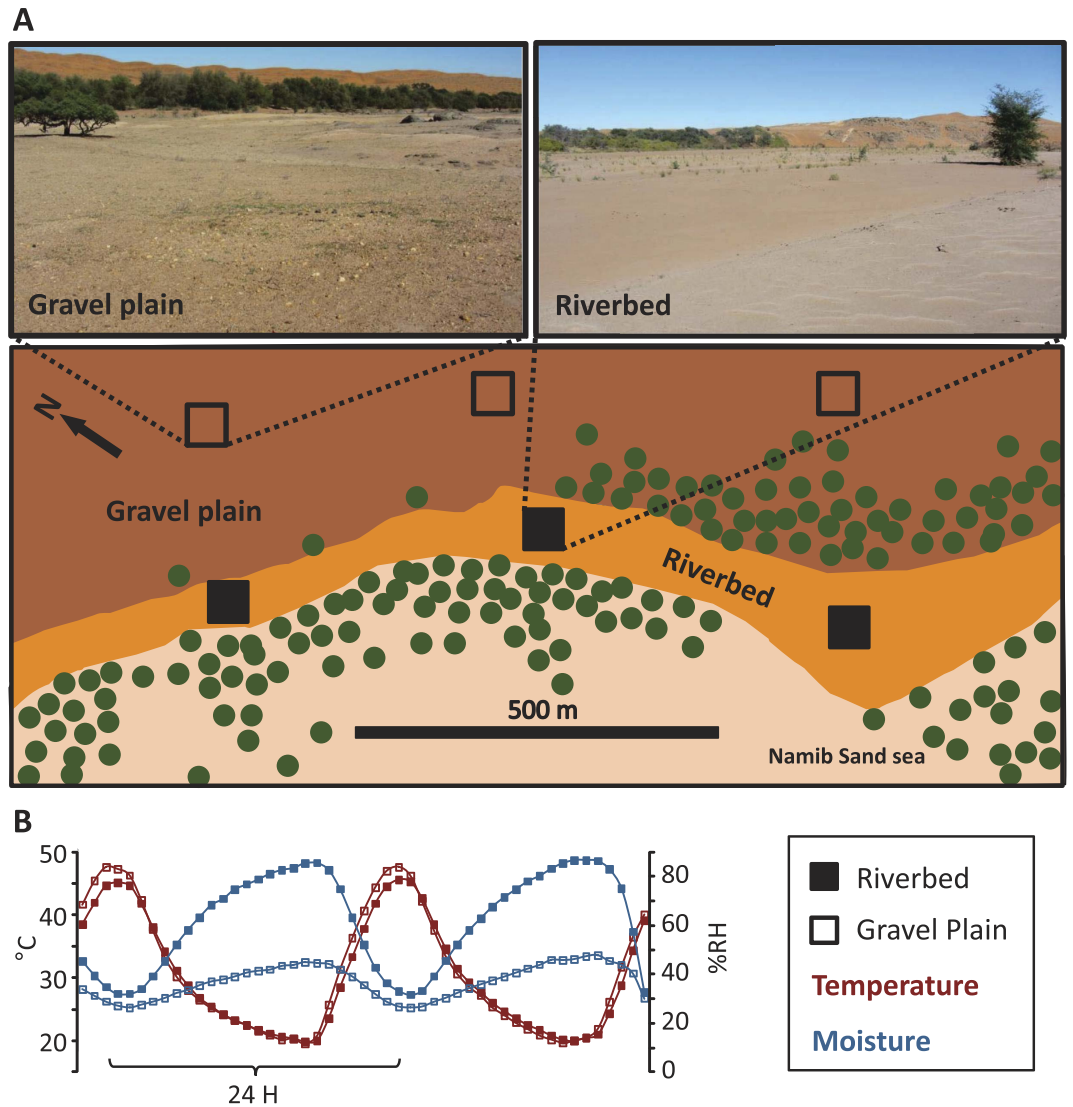 A
Gravel plain
Riverbed
N
Gravel plain
Riverbed
500 m
Namib Sand sea
B
50
40
30
20
°C
80
60
40
20
0
%RH
24 H
Riverbed
Gravel Plain
Temperature
Moisture